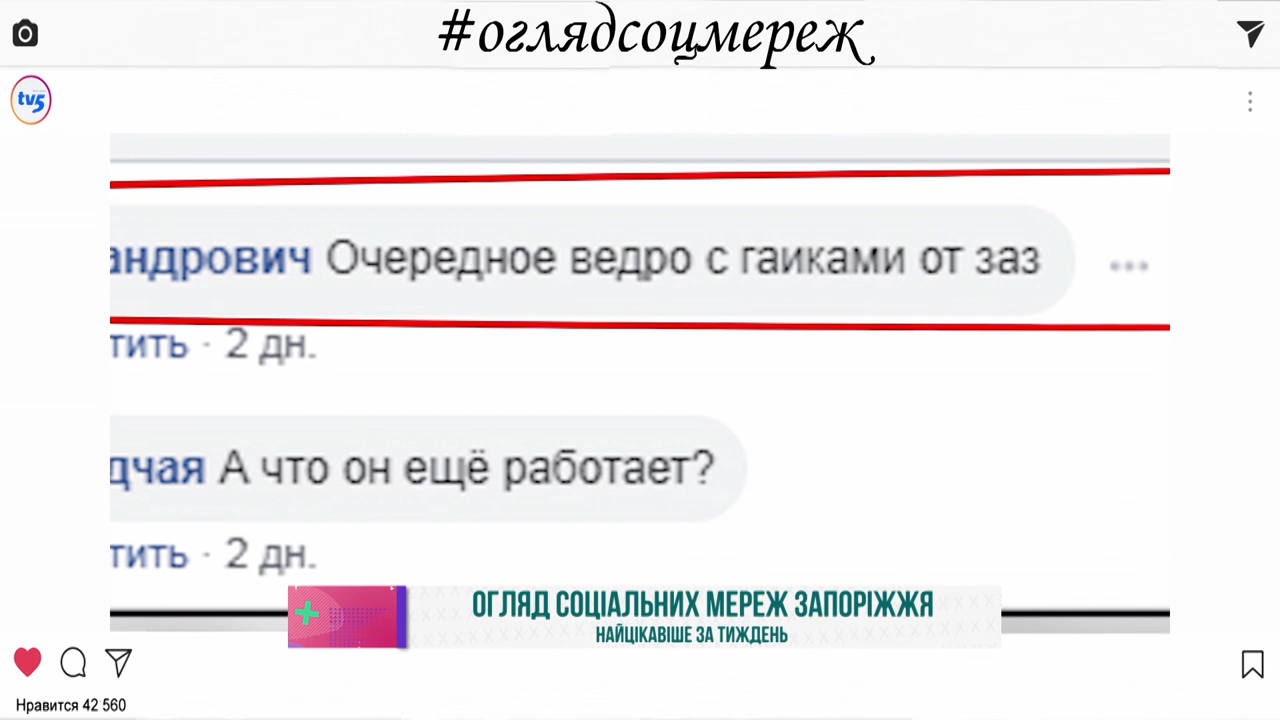 #оглядсоцмереж
tv5
андрович Очередное ведро с гаиками от заз
тить · 2 дн.
дчая А что он ещё работает?
тить · 2 дн.
ОГЛЯД СОЦІАЛЬНИХ МЕРЕЖ ЗАПОРІЖЖЯ
НАЙЦІКАВІШЕ ЗА ТИЖДЕНЬ
Нравится 42 560